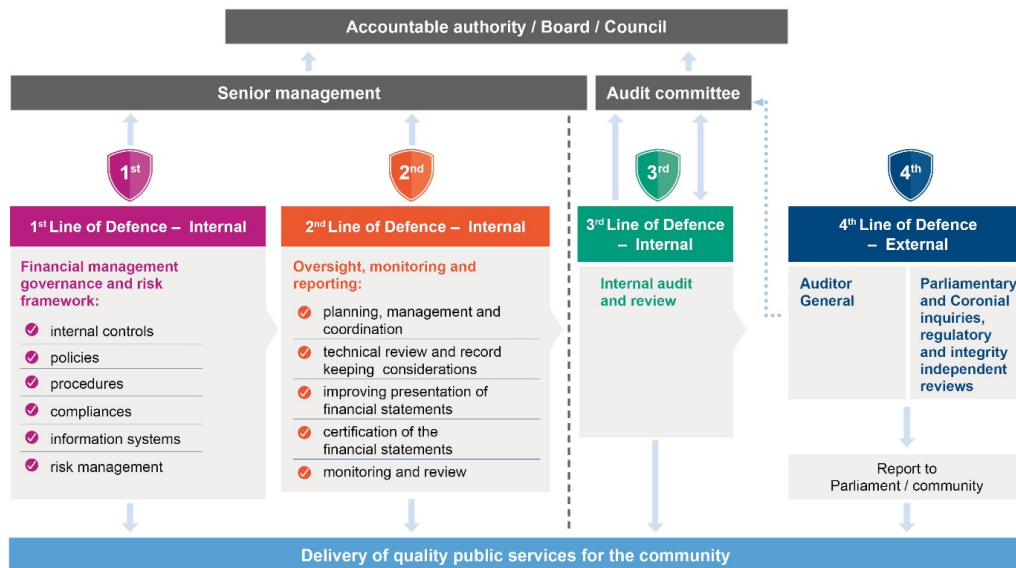 Accountable authority / Board / Council
Senior management
Audit committee
1st
2nd
3rd
4th
1st Line of Defence – Internal
Financial management
governance and risk
framework:
internal controls
policies
procedures
compliances
information systems
risk management
2nd Line of Defence – Internal
Oversight, monitoring and
reporting:
planning, management and
coordination
technical review and record
keeping considerations
improving presentation of
financial statements
certification of the
financial statements
monitoring and review
3rd Line of Defence
– Internal
Internal audit
and review
4th Line of Defence
– External
Auditor
General
Parliamentary
and Coronial
inquiries,
regulatory
and integrity
independent
reviews
Report to
Parliament / community
Delivery of quality public services for the community